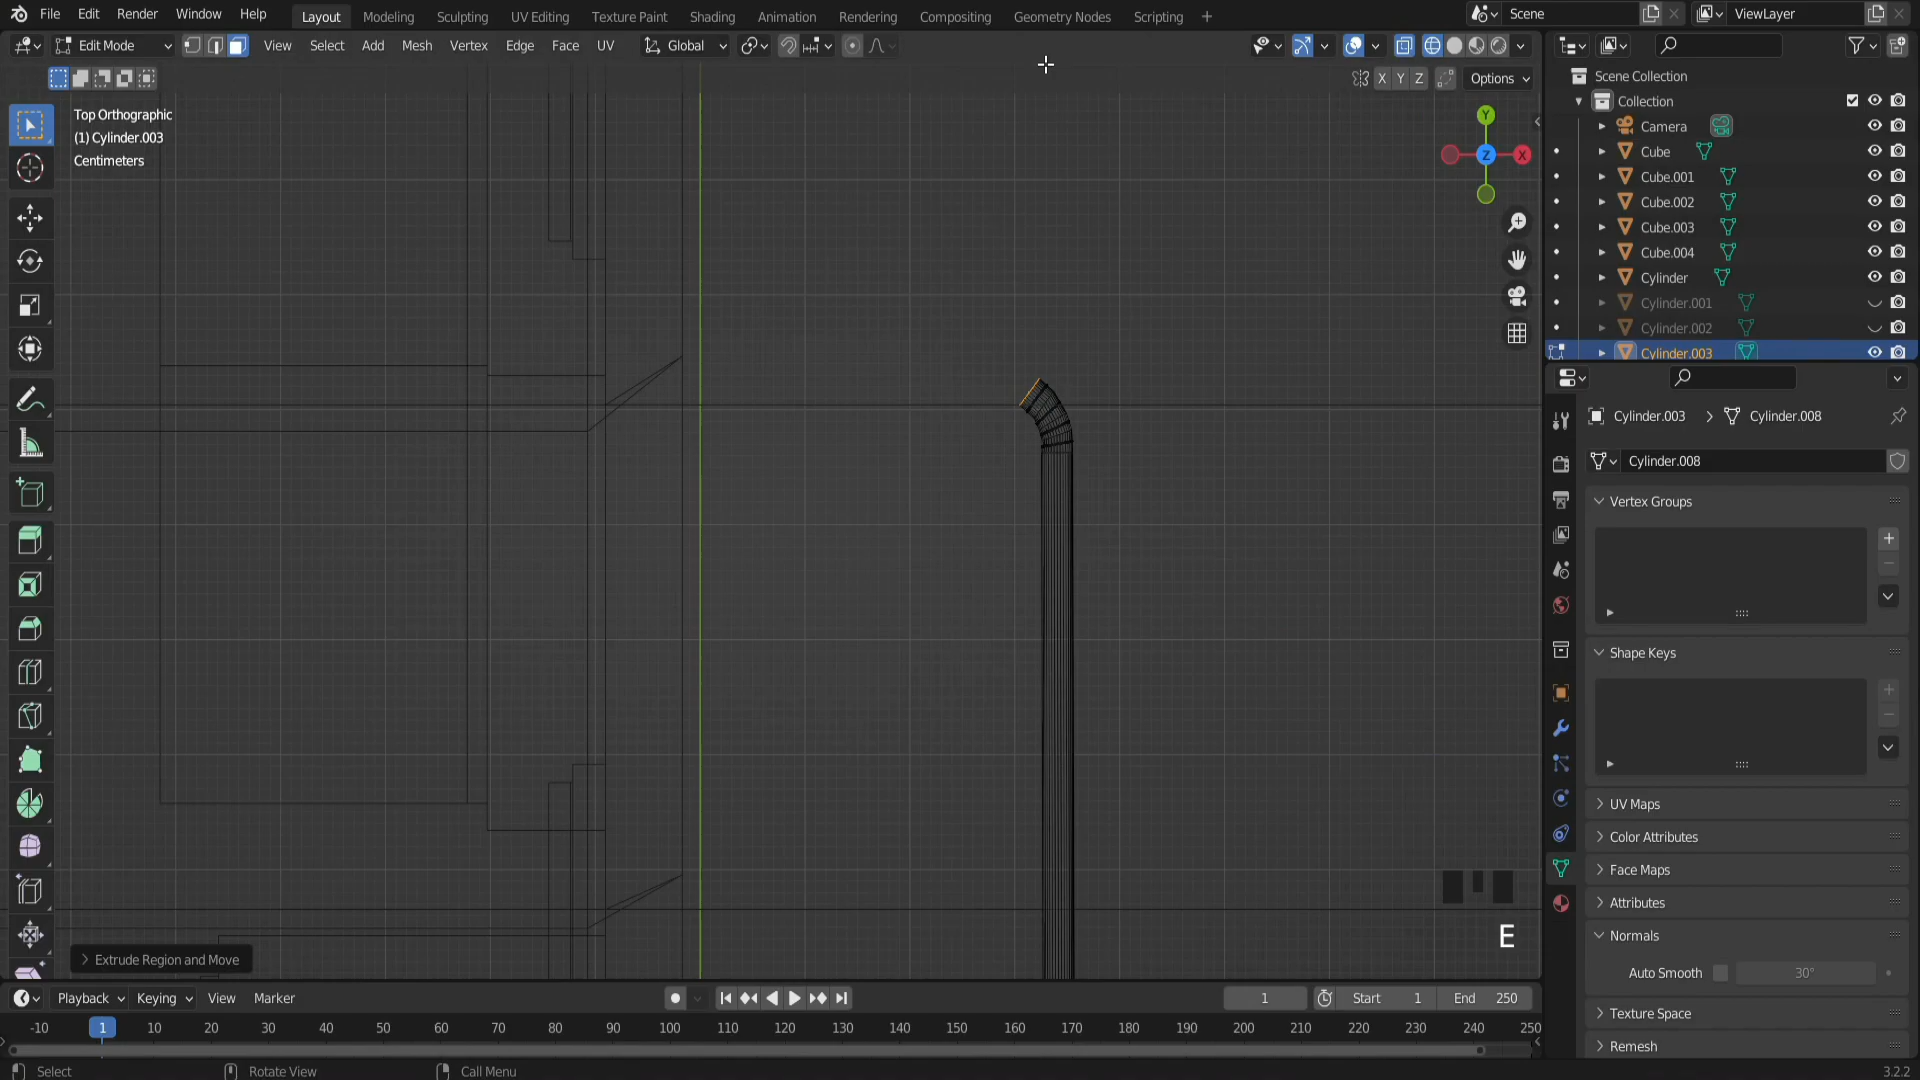 File Edit Render Window Help Layout Modeling Sculpting UV Editing Texture Paint Shading Animation Rendering Compositing Geometry Nodes Scripting + Scene ViewLayer
Edit Mode View Select Add Mesh Vertex Edge Face UV Global
X Y Z Options
Top Orthographic
(1) Cylinder.003
Centimeters
Y
Z X
Scene Collection
Collection
Camera
Cube
Cube.001
Cube.002
Cube.003
Cube.004
Cylinder
Cylinder.001
Cylinder.002
Cylinder.003
Cylinder.003 > Cylinder.008
Cylinder.008
Vertex Groups
Shape Keys
UV Maps
Color Attributes
Face Maps
Attributes
Normals
Auto Smooth 30°
Texture Space
Remesh
E
Extrude Region and Move
Playback Keying View Marker 1 Start 1 End 250
-10 1 10 20 30 40 50 60 70 80 90 100 110 120 130 140 150 160 170 180 190 200 210 220 230 240 250
Select Rotate View Call Menu 3.2.2